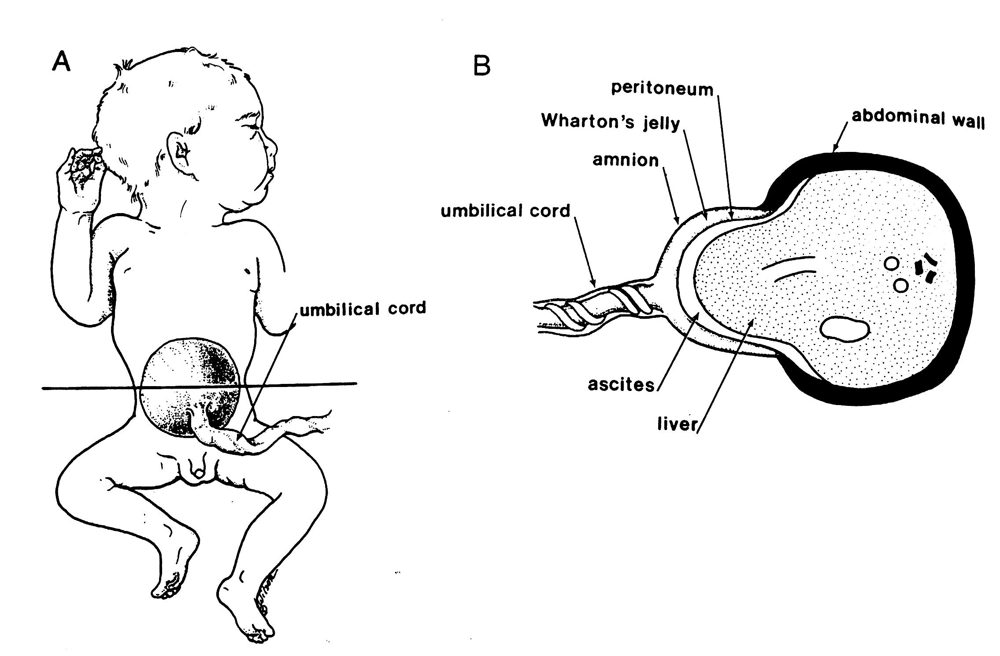 A
umbilical cord
B
peritoneum
Wharton's jelly
abdominal wall
amnion
umbilical cord
ascites
liver